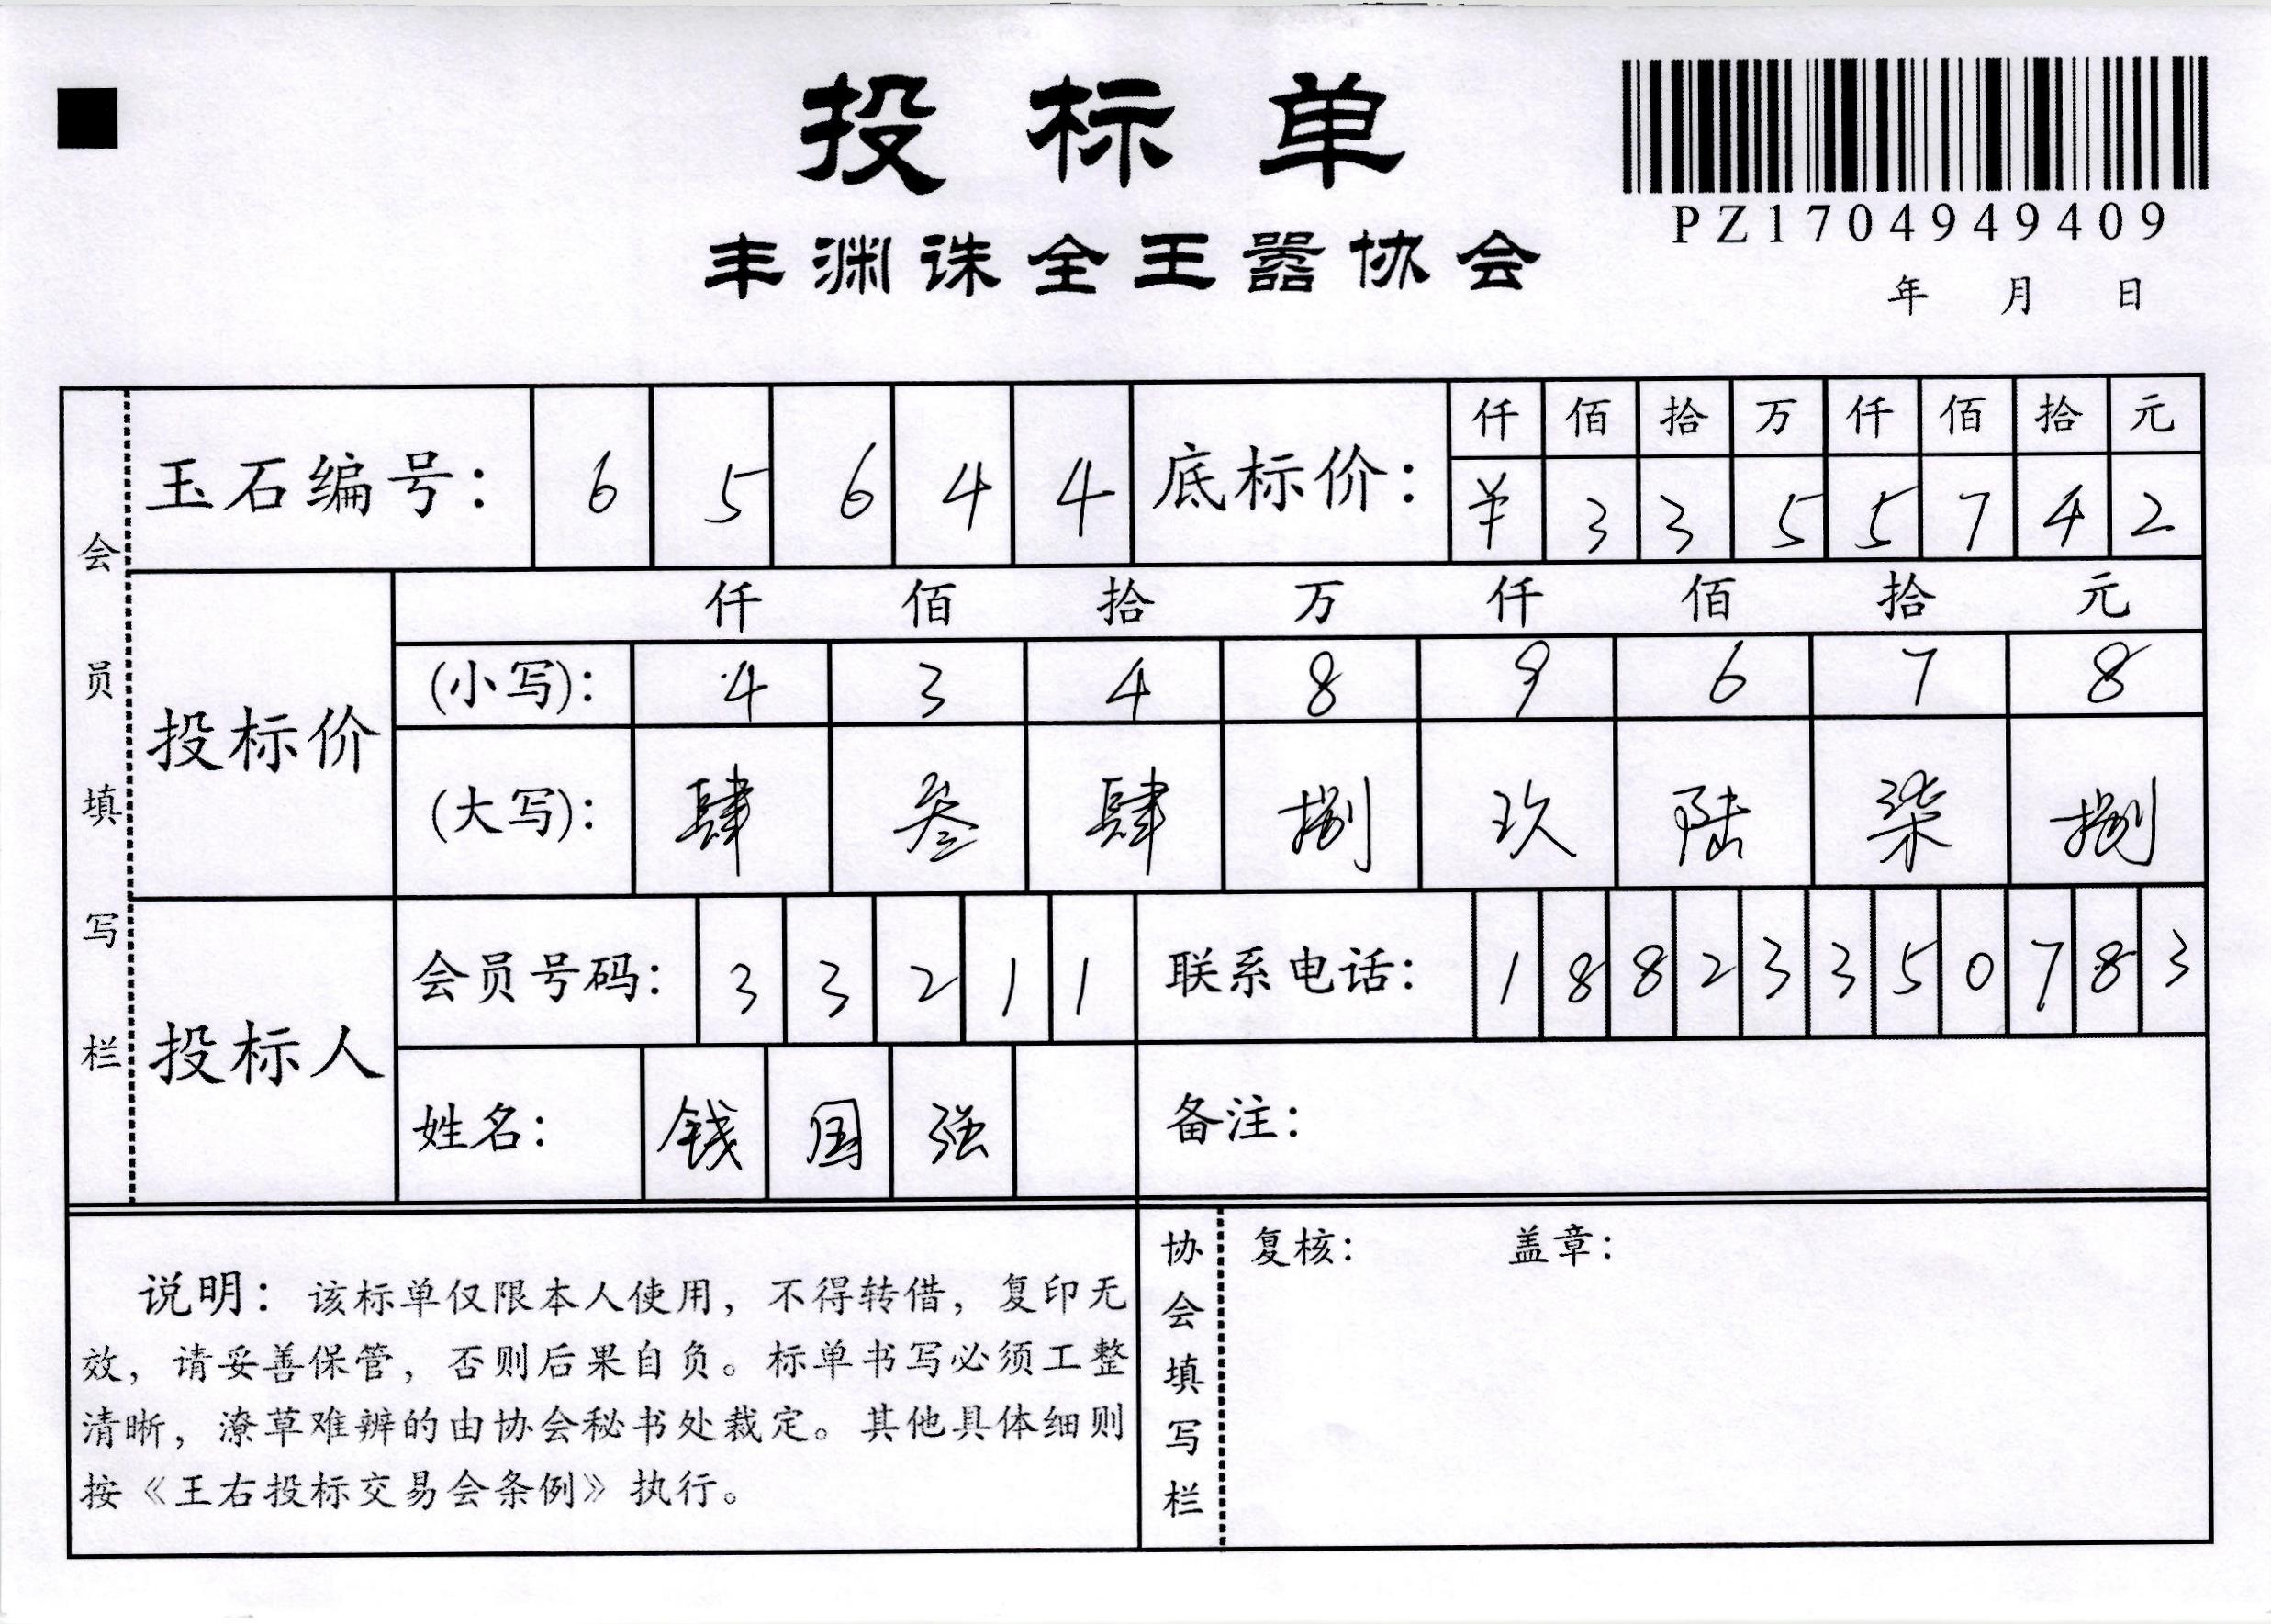 投标单
PZ1704949409
丰渊诛全王嚣协会
年 月 日
会员填写栏
玉石编号： 6 5 6 4 4
底标价： 仟 佰 拾 万 仟 佰 拾 元
¥ 3 3 5 5 7 4 2
投标价
仟 佰 拾 万 仟 佰 拾 元
(小写)： 4 3 4 8 9 6 7 8
(大写)： 肆 叁 肆 捌 玖 陆 柒 捌
投标人
会员号码： 3 3 2 1 1
联系电话： 1 8 8 2 3 3 5 0 7 8 3
姓名： 钱 国 强
备注：
说明：该标单仅限本人使用，不得转借，复印无
效，请妥善保管，否则后果自负。标单书写必须工整
清晰，潦草难辨的由协会秘书处裁定。其他具体细则
按《王右投标交易会条例》执行。
协会填写栏
复核： 盖章：